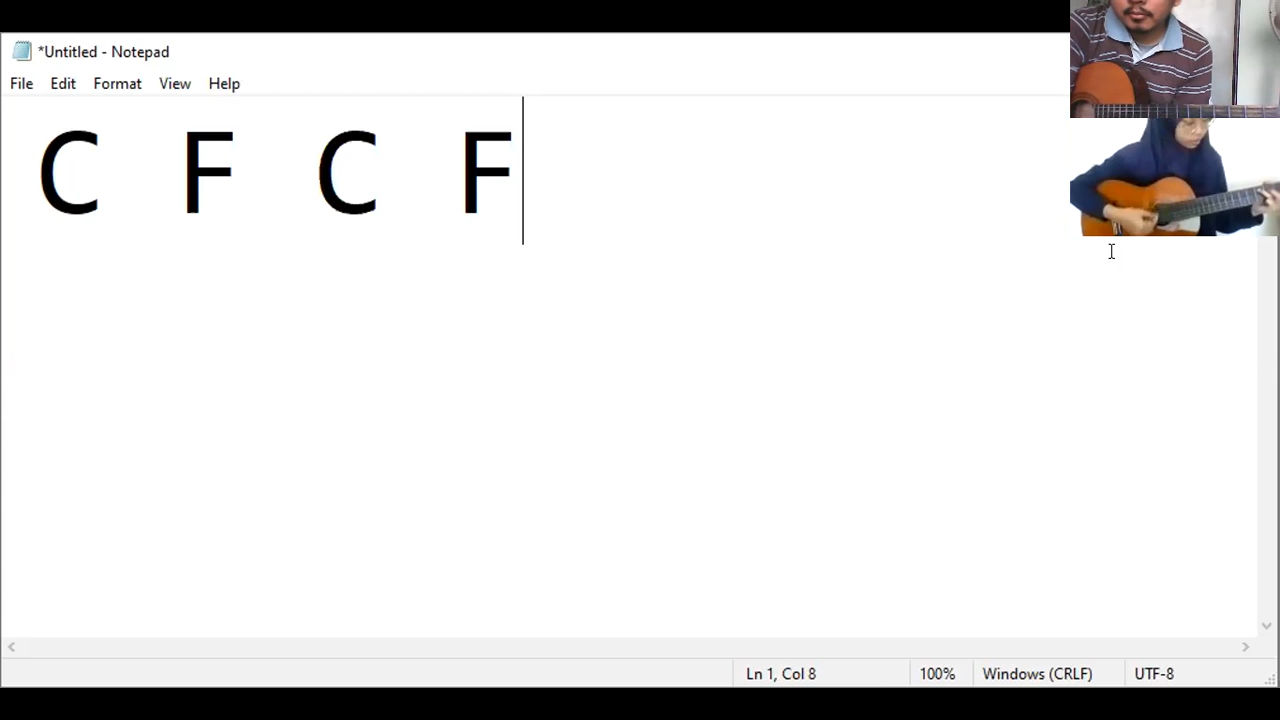 *Untitled - Notepad
File Edit Format View Help
C F C F
Ln 1, Col 8 100% Windows (CRLF) UTF-8